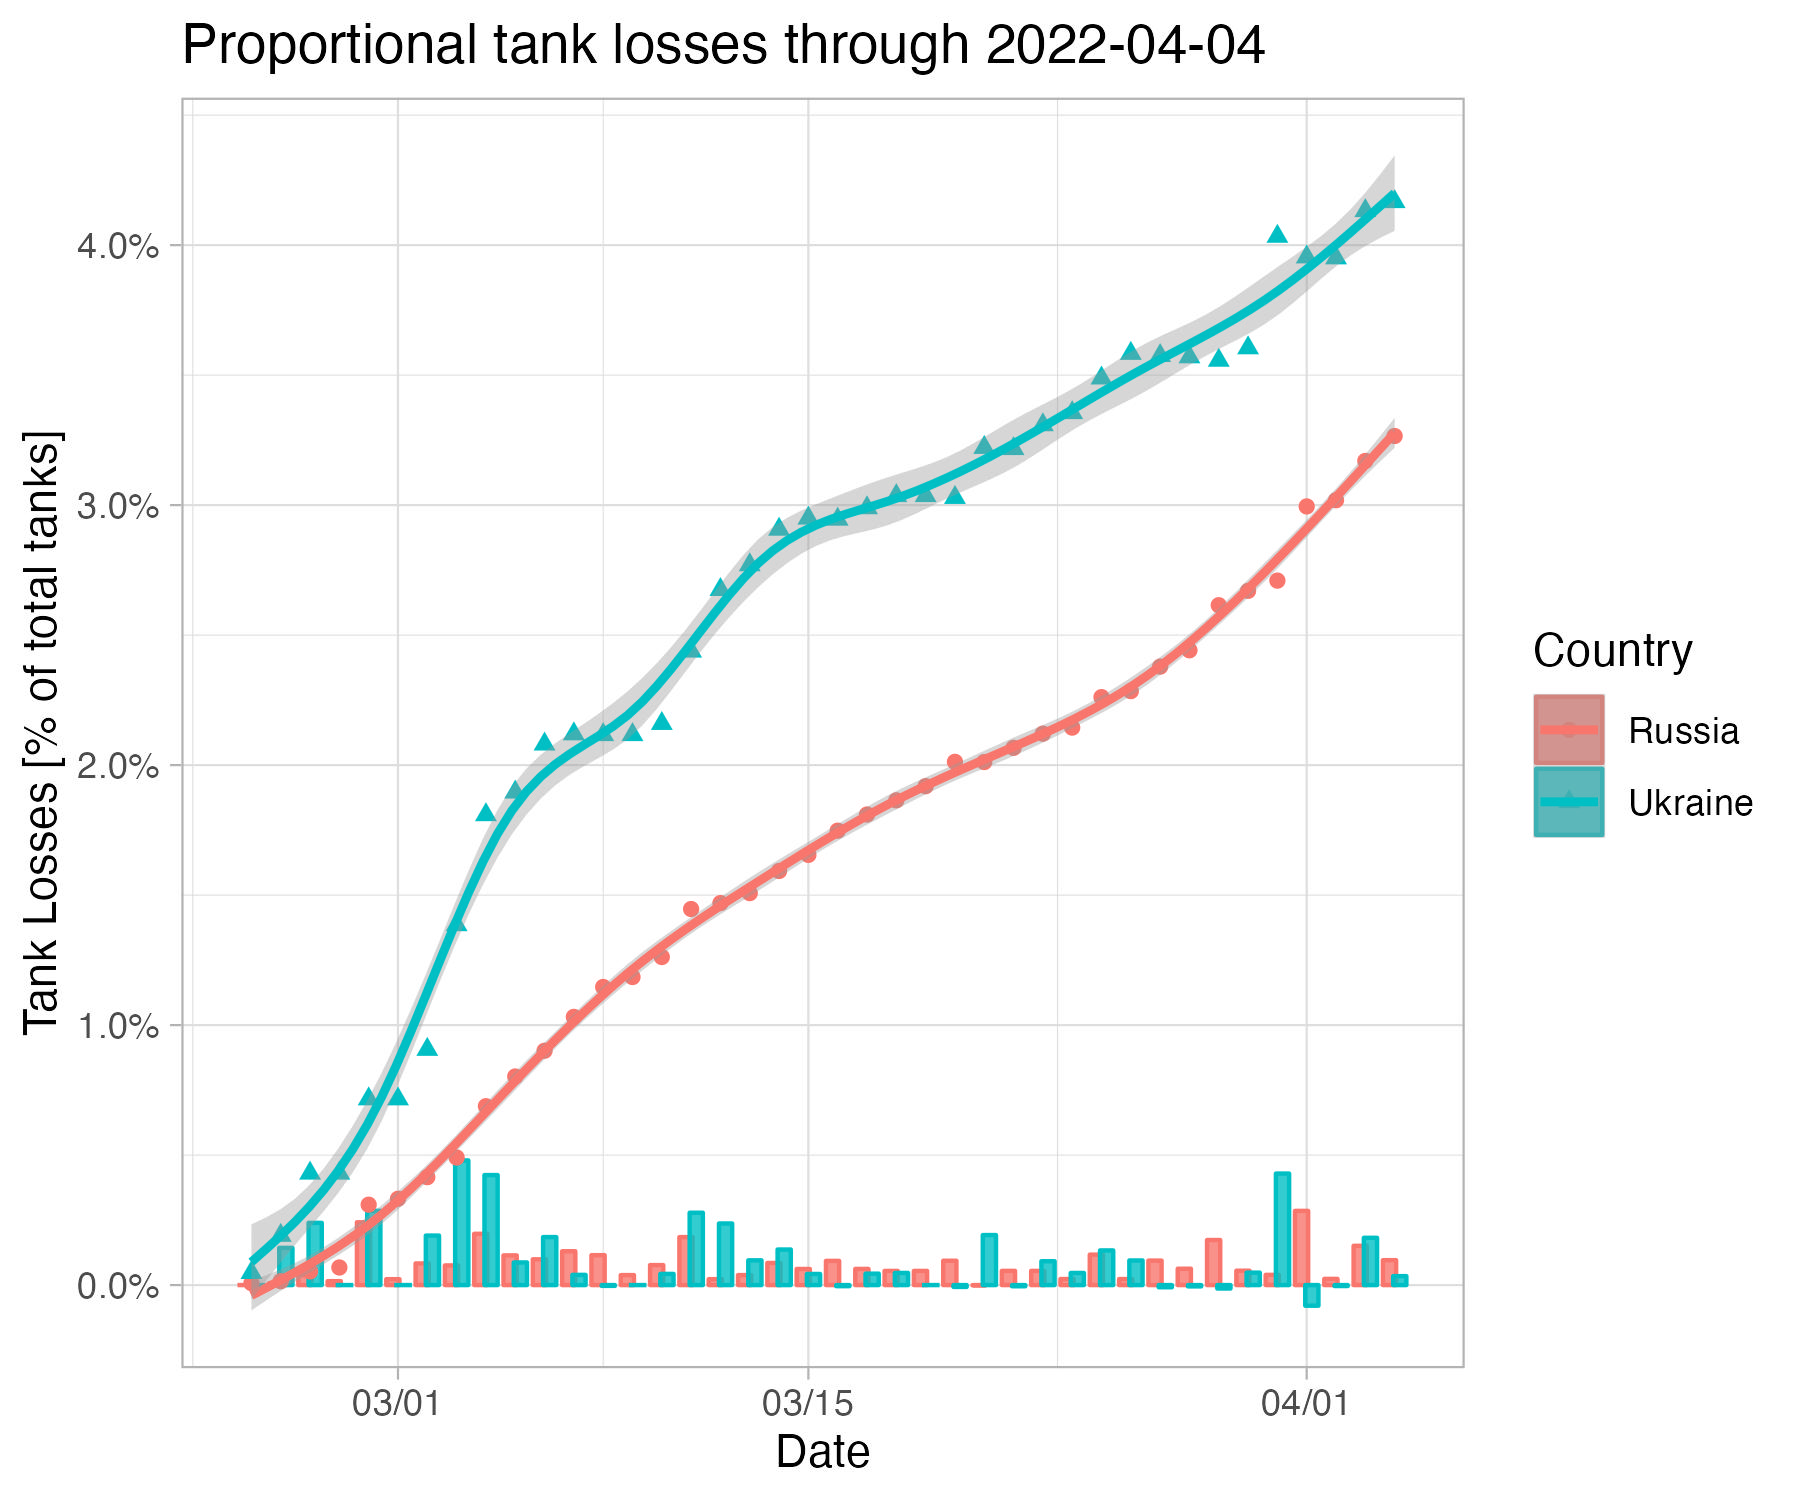 Proportional tank losses through 2022-04-04
Tank Losses [% of total tanks]
4.0%
3.0%
2.0%
1.0%
0.0%
03/01
03/15
04/01
Date
Country
Russia
Ukraine